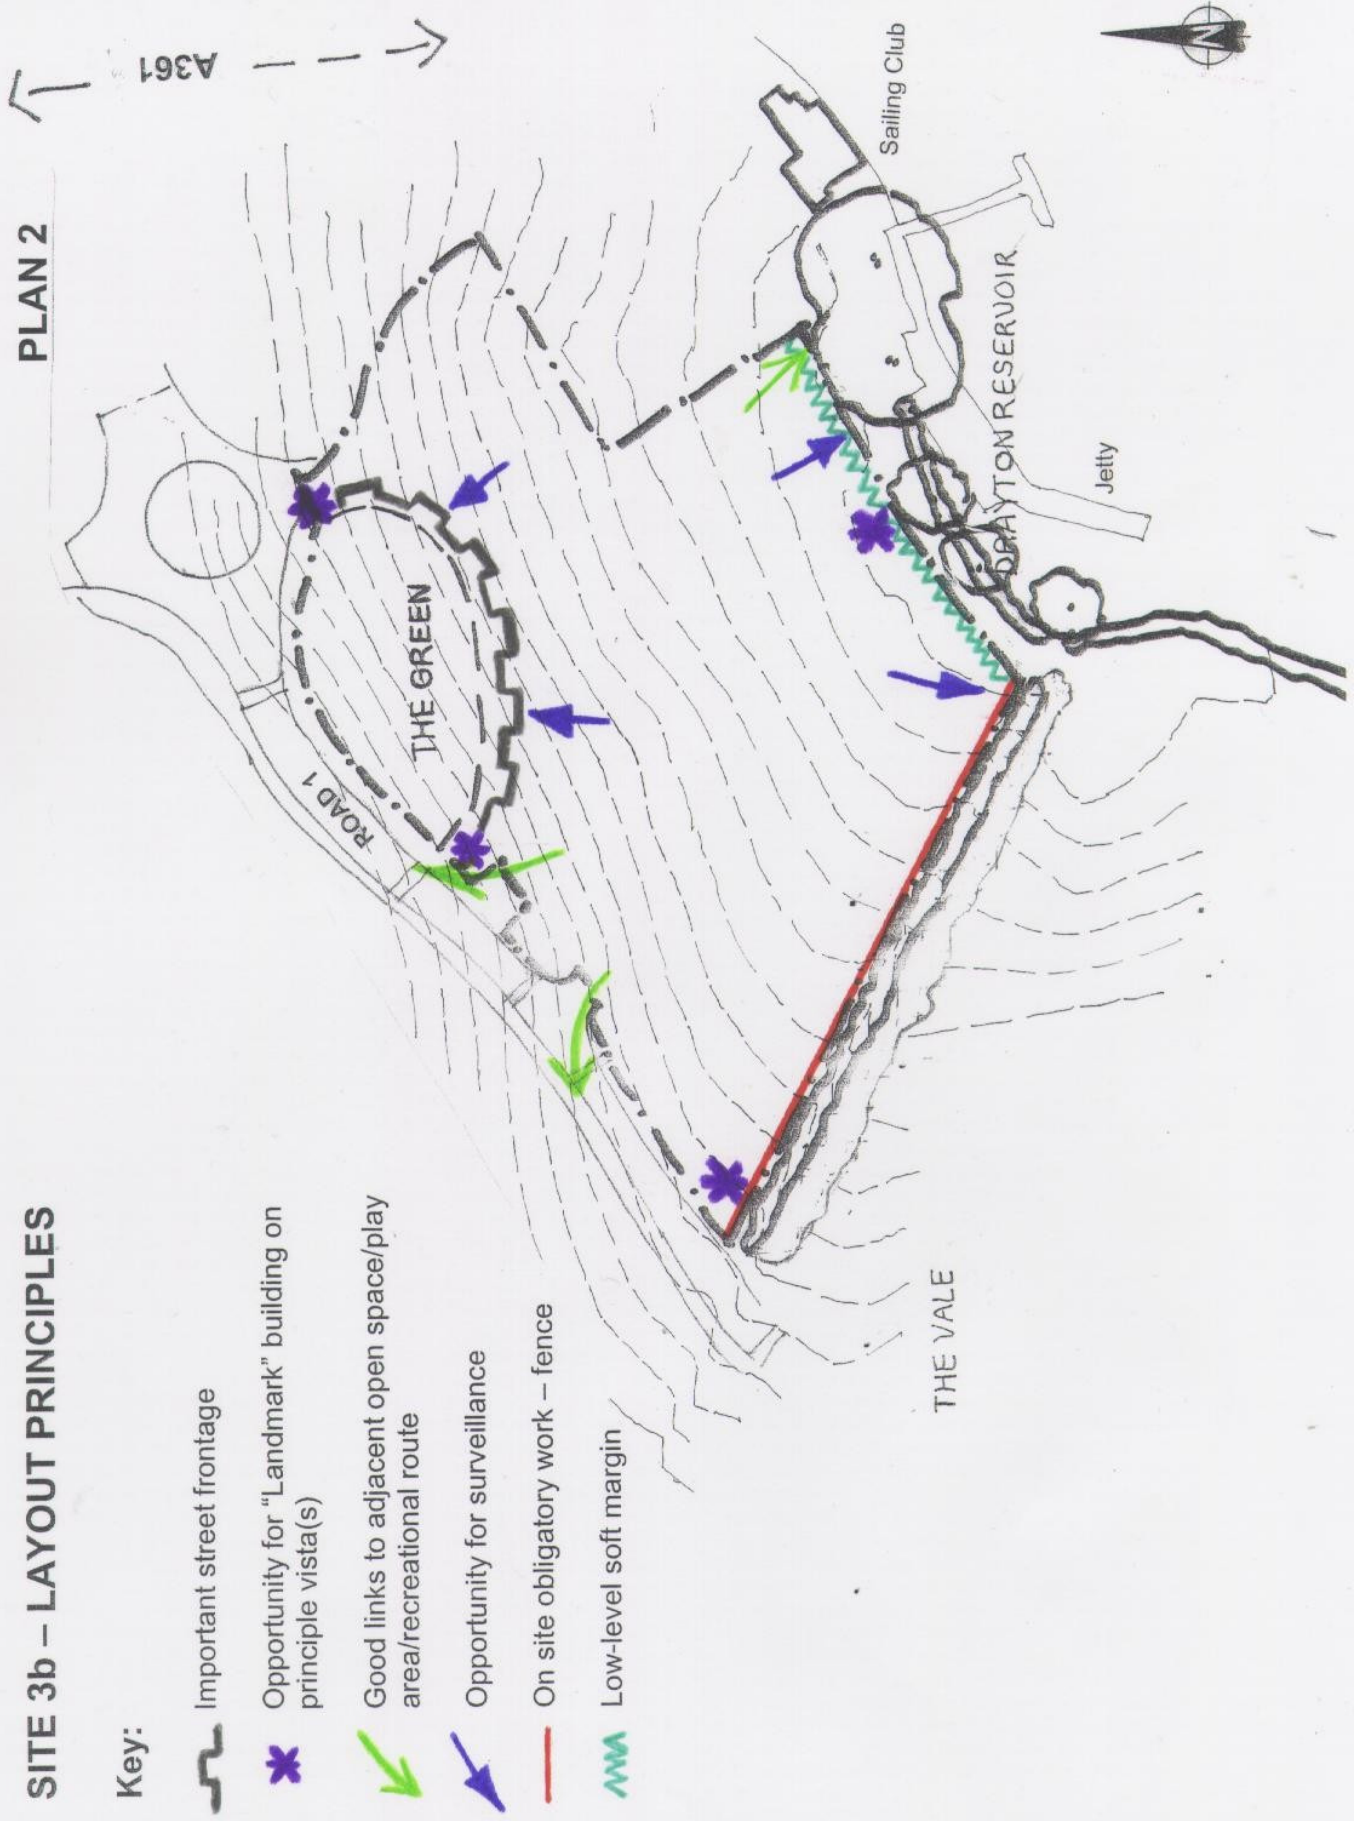 SITE 3b – LAYOUT PRINCIPLES
PLAN 2
Key:
Important street frontage
Opportunity for “Landmark” building on
principle vista(s)
Good links to adjacent open space/play
area/recreational route
Opportunity for surveillance
On site obligatory work – fence
Low-level soft margin
A361
ROAD 1
THE GREEN
THE VALE
DRAYTON RESERVOIR
Jetty
Sailing Club
N